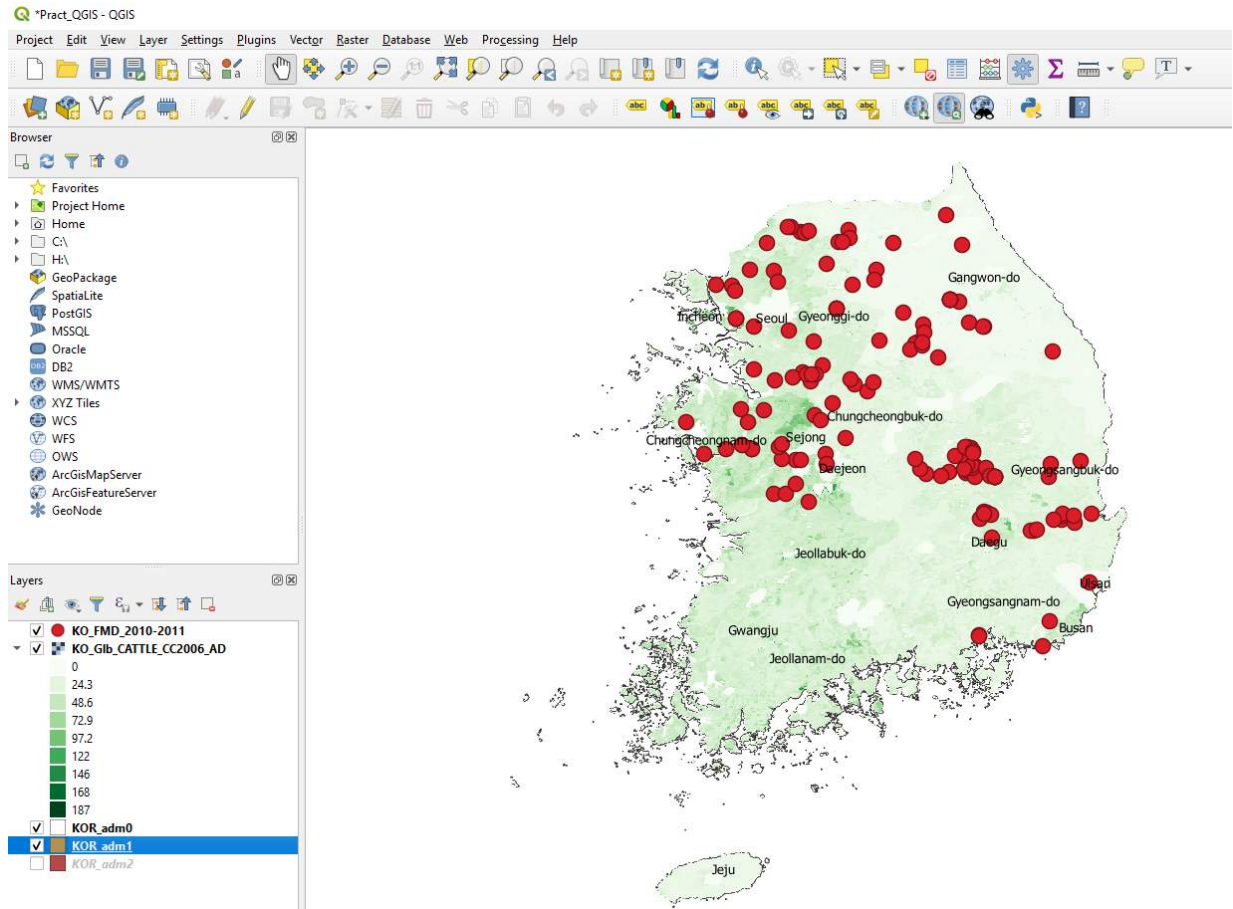 *Pract_QGIS - QGIS
Project Edit View Layer Settings Plugins Vector Raster Database Web Processing Help
Browser
Favorites
Project Home
Home
C:\
H:\
GeoPackage
SpatiaLite
PostGIS
MSSQL
Oracle
DB2
WMS/WMTS
XYZ Tiles
WCS
WFS
OWS
ArcGisMapServer
ArcGisFeatureServer
GeoNode
Layers
KO_FMD_2010-2011
KO_Glb_CATTLE_CC2006_AD
0
24.3
48.6
72.9
97.2
122
146
168
187
KOR_adm0
KOR_adm1
KOR_adm2
Gangwon-do
Incheon
Seoul
Gyeonggi-do
Chungcheongbuk-do
Chungcheongnam-do
Sejong
Daejeon
Gyeongsangbuk-do
Daegu
Jeollabuk-do
Ulsan
Gyeongsangnam-do
Gwangju
Busan
Jeollanam-do
Jeju